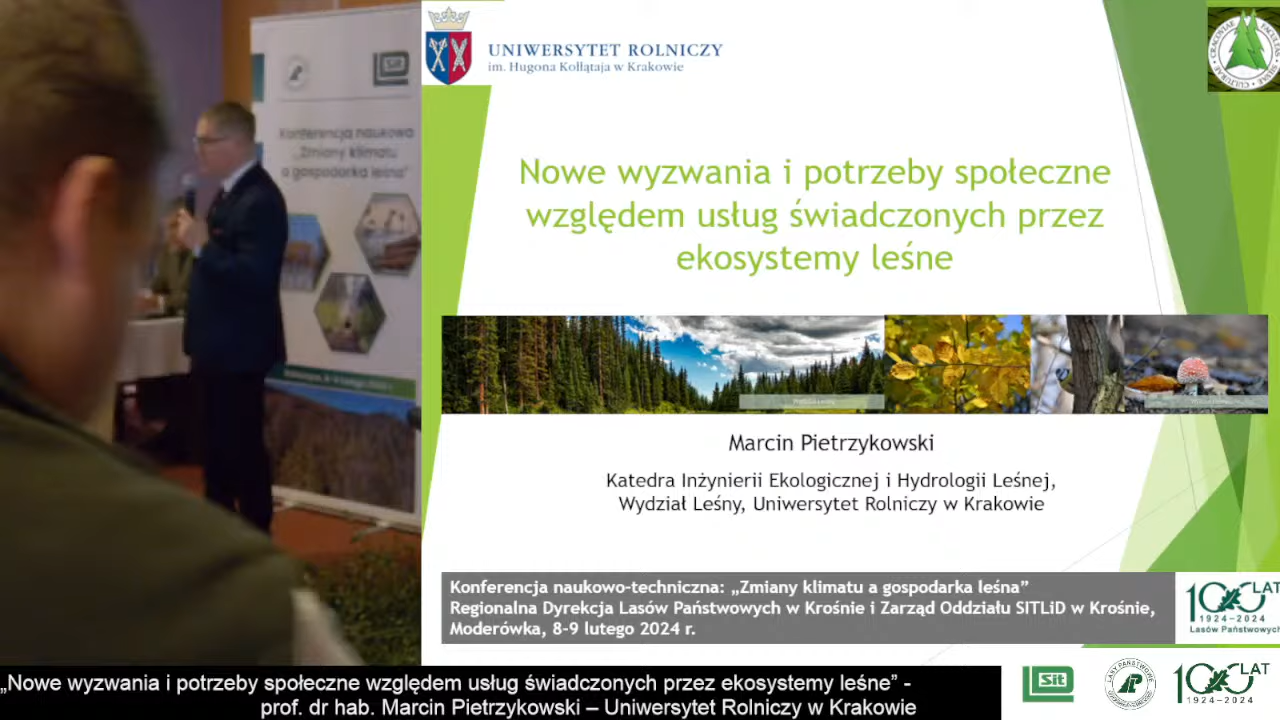 UNIWERSYTET ROLNICZY
im. Hugona Kołłątaja w Krakowie
Konferencja naukowa
„Zmiany klimatu
a gospodarka leśna”
Nowe wyzwania i potrzeby społeczne
względem usług świadczonych przez
ekosystemy leśne
Marcin Pietrzykowski
Katedra Inżynierii Ekologicznej i Hydrologii Leśnej,
Wydział Leśny, Uniwersytet Rolniczy w Krakowie
Konferencja naukowo-techniczna: „Zmiany klimatu a gospodarka leśna”
Regionalna Dyrekcja Lasów Państwowych w Krośnie i Zarząd Oddziału SITLiD w Krośnie,
Moderówka, 8-9 lutego 2024 r.
100 LAT
1924-2024
Lasów Państwowych
„Nowe wyzwania i potrzeby społeczne względem usług świadczonych przez ekosystemy leśne” -
prof. dr hab. Marcin Pietrzykowski – Uniwersytet Rolniczy w Krakowie
Sit
LASY PAŃSTWOWE
100 LAT
1924-2024